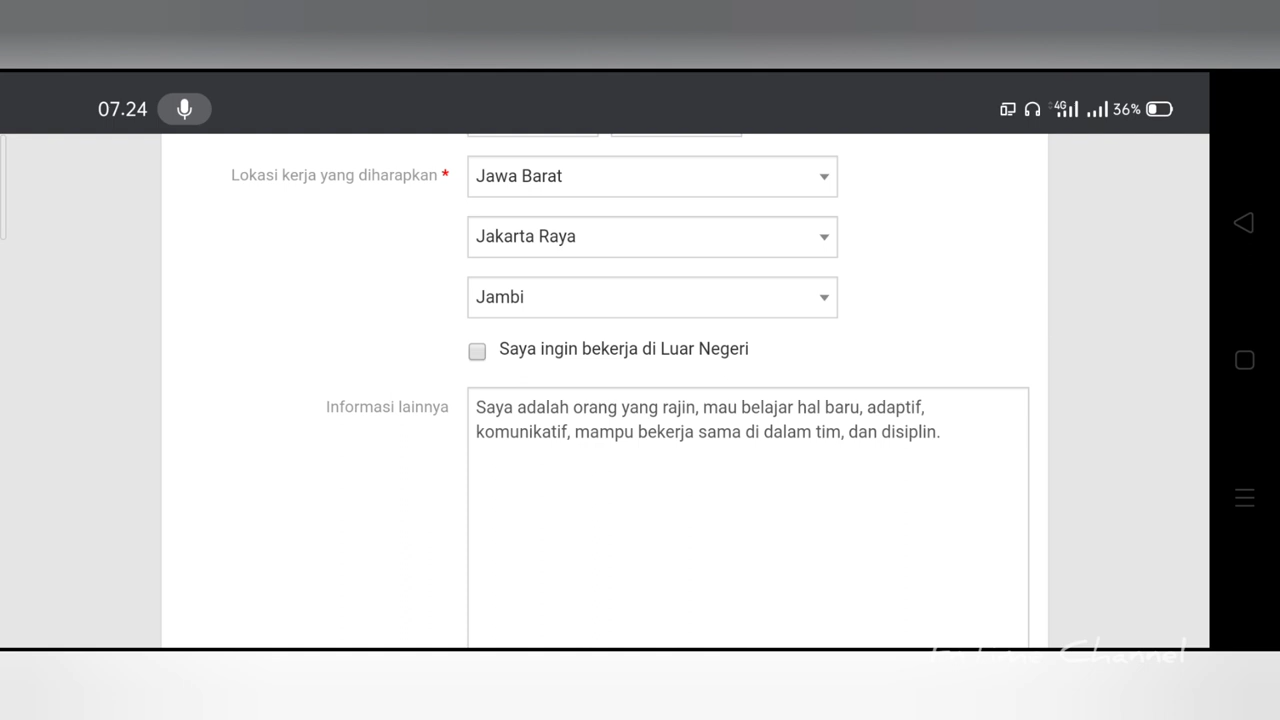 07.24
4G
36%
Lokasi kerja yang diharapkan *
Jawa Barat
Jakarta Raya
Jambi
Saya ingin bekerja di Luar Negeri
Informasi lainnya
Saya adalah orang yang rajin, mau belajar hal baru, adaptif,
komunikatif, mampu bekerja sama di dalam tim, dan disiplin.
Channel